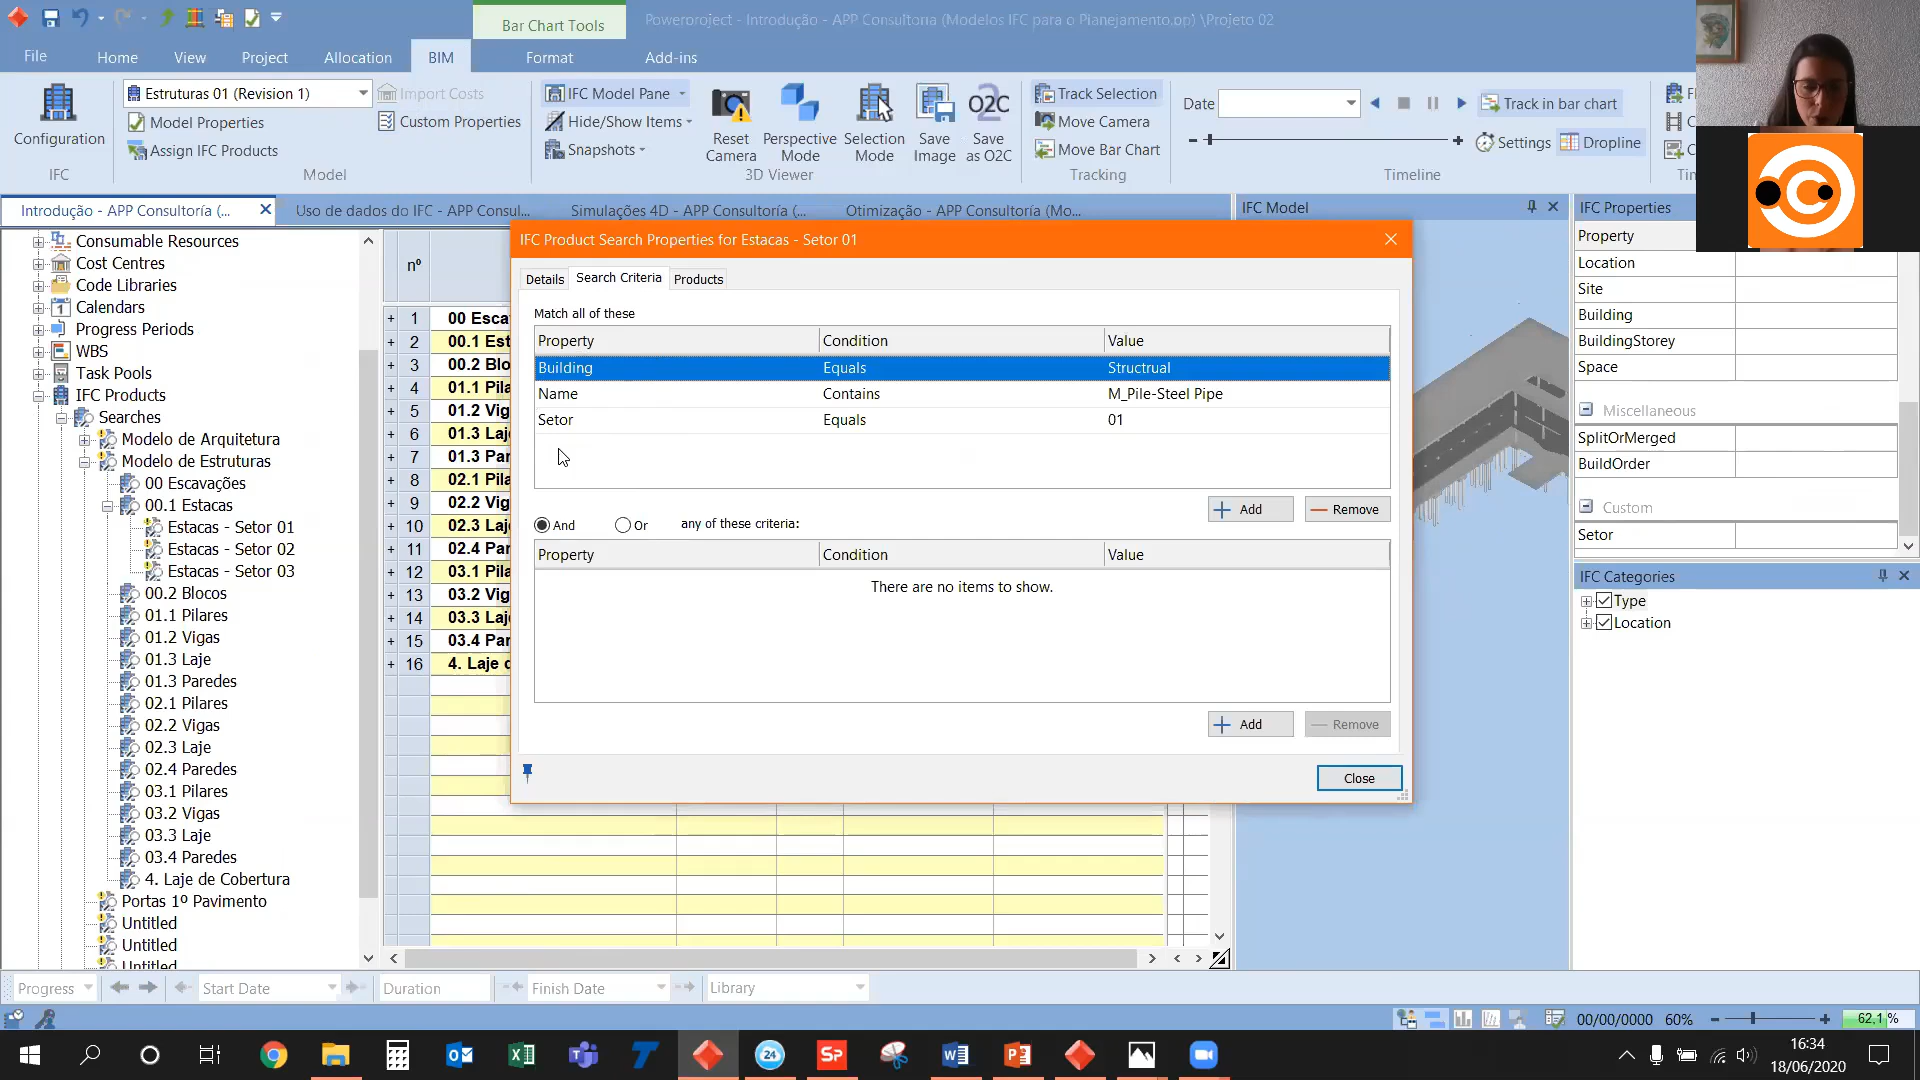 Bar Chart Tools
Powerproject - Introdução - APP Consultoría (Modelos IFC para o Planejamento.pp) \Projeto 02
File Home View Project Allocation BIM Format Add-ins
Estruturas 01 (Revision 1)
Model Properties
Assign IFC Products
Import Costs
Custom Properties
Configuration
IFC
Model
IFC Model Pane
Hide/Show Items
Snapshots
Reset Camera
Perspective Mode
Selection Mode
Save Image
O2C
Save as O2C
3D Viewer
Track Selection
Move Camera
Move Bar Chart
Tracking
Date
Track in bar chart
Settings
Dropline
Timeline
Introdução - APP Consultoría (...
Uso de dados do IFC - APP Consul...
Simulações 4D - APP Consultoría (...
Otimização - APP Consultoría (Mo...
Consumable Resources
Cost Centres
Code Libraries
Calendars
Progress Periods
WBS
Task Pools
IFC Products
Searches
Modelo de Arquitetura
Modelo de Estruturas
00 Escavações
00.1 Estacas
Estacas - Setor 01
Estacas - Setor 02
Estacas - Setor 03
00.2 Blocos
01.1 Pilares
01.2 Vigas
01.3 Laje
01.3 Paredes
02.1 Pilares
02.2 Vigas
02.3 Laje
02.4 Paredes
03.1 Pilares
03.2 Vigas
03.3 Laje
03.4 Paredes
4. Laje de Cobertura
Portas 1º Pavimento
Untitled
Untitled
Untitled
nº
1 00 Esca
2 00.1 Est
3 00.2 Blo
4 01.1 Pila
5 01.2 Vig
6 01.3 Laj
7 01.3 Par
8 02.1 Pila
9 02.2 Vig
10 02.3 Laj
11 02.4 Par
12 03.1 Pila
13 03.2 Vig
14 03.3 Laj
15 03.4 Par
16 4. Laje d
IFC Product Search Properties for Estacas - Setor 01
Details Search Criteria Products
Match all of these
Property Condition Value
Building Equals Structrual
Name Contains M_Pile-Steel Pipe
Setor Equals 01
Add Remove
And Or any of these criteria:
Property Condition Value
There are no items to show.
Add Remove
Close
IFC Model
IFC Properties
Property
Location
Site
Building
BuildingStorey
Space
Miscellaneous
SplitOrMerged
BuildOrder
Custom
Setor
IFC Categories
Type
Location
Progress Start Date Duration Finish Date Library
00/00/0000 60% 62,1 %
24
SP
16:34
18/06/2020